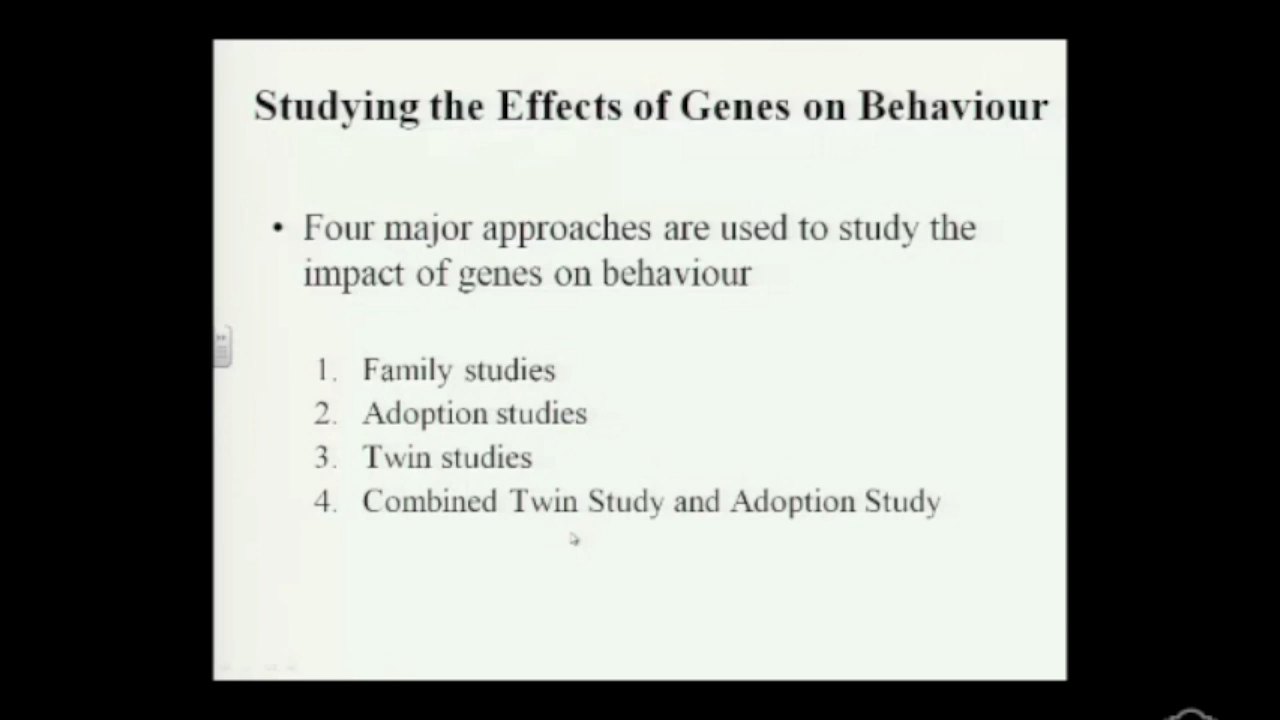 Studying the Effects of Genes on Behaviour
• Four major approaches are used to study the
impact of genes on behaviour
1. Family studies
2. Adoption studies
3. Twin studies
4. Combined Twin Study and Adoption Study